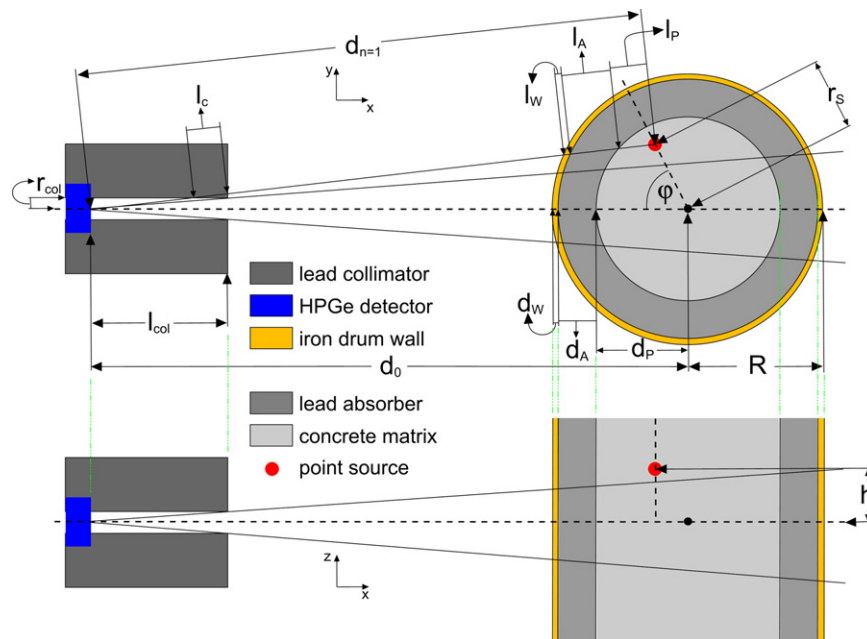 d_n=1
l_P
l_A
y
x
l_W
r_S
l_c
r_col
φ
lead collimator
HPGe detector
iron drum wall
l_col
d_W
d_A
d_P
R
d_0
lead absorber
concrete matrix
point source
h
z
x